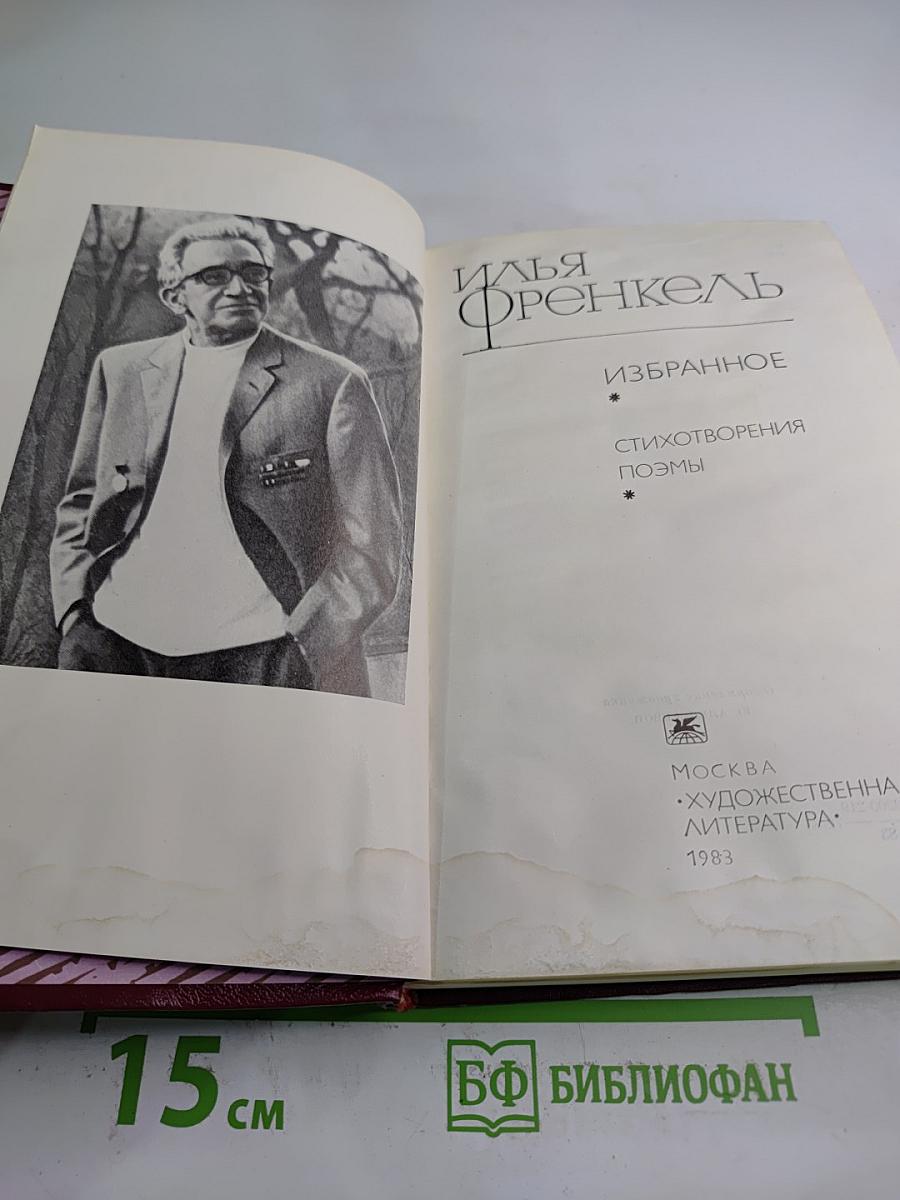 ИЛЬЯ
ФРЕНКЕЛЬ
ИЗБРАННОЕ
*
СТИХОТВОРЕНИЯ
ПОЭМЫ
*
МОСКВА
«ХУДОЖЕСТВЕННА
ЛИТЕРАТУРА»
1983
15 см
БФ БИБЛИОФАН